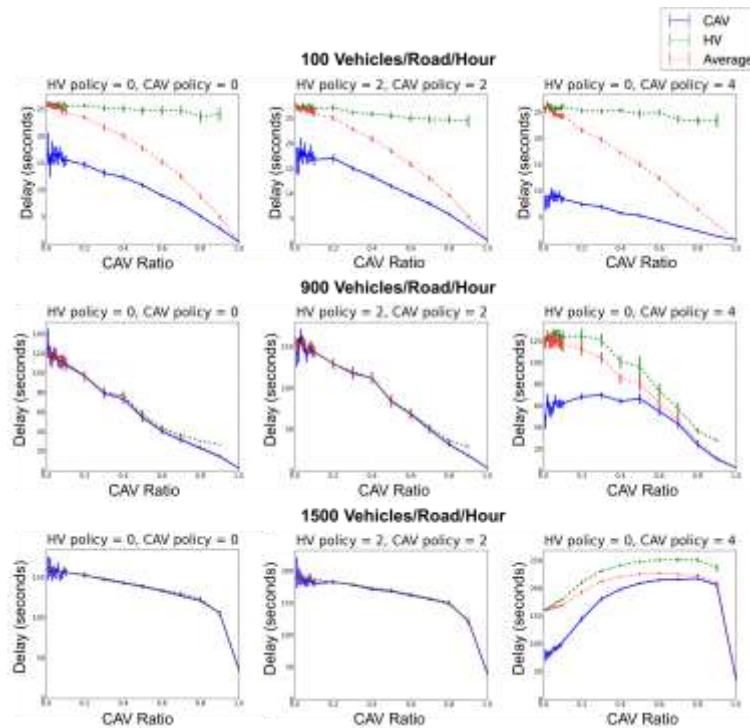 CAV
HV
Average
100 Vehicles/Road/Hour
HV policy = 0, CAV policy = 0
HV policy = 2, CAV policy = 2
HV policy = 0, CAV policy = 4
Delay (seconds)
Delay (seconds)
Delay (seconds)
CAV Ratio
CAV Ratio
CAV Ratio
900 Vehicles/Road/Hour
HV policy = 0, CAV policy = 0
HV policy = 2, CAV policy = 2
HV policy = 0, CAV policy = 4
Delay (seconds)
Delay (seconds)
Delay (seconds)
CAV Ratio
CAV Ratio
CAV Ratio
1500 Vehicles/Road/Hour
HV policy = 0, CAV policy = 0
HV policy = 2, CAV policy = 2
HV policy = 0, CAV policy = 4
Delay (seconds)
Delay (seconds)
Delay (seconds)
CAV Ratio
CAV Ratio
CAV Ratio